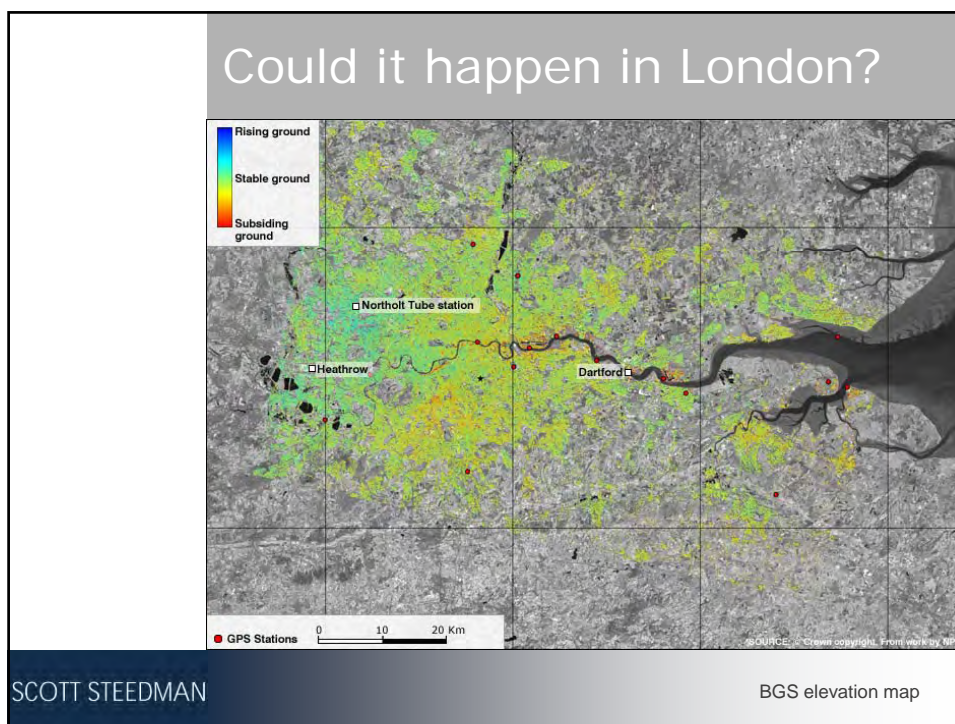 Could it happen in London?
Rising ground
Stable ground
Subsiding
ground
Northolt Tube station
Heathrow
Dartford
GPS Stations
0 10 20 Km
SOURCE: © Crown copyright. From work by NP
SCOTT STEEDMAN
BGS elevation map